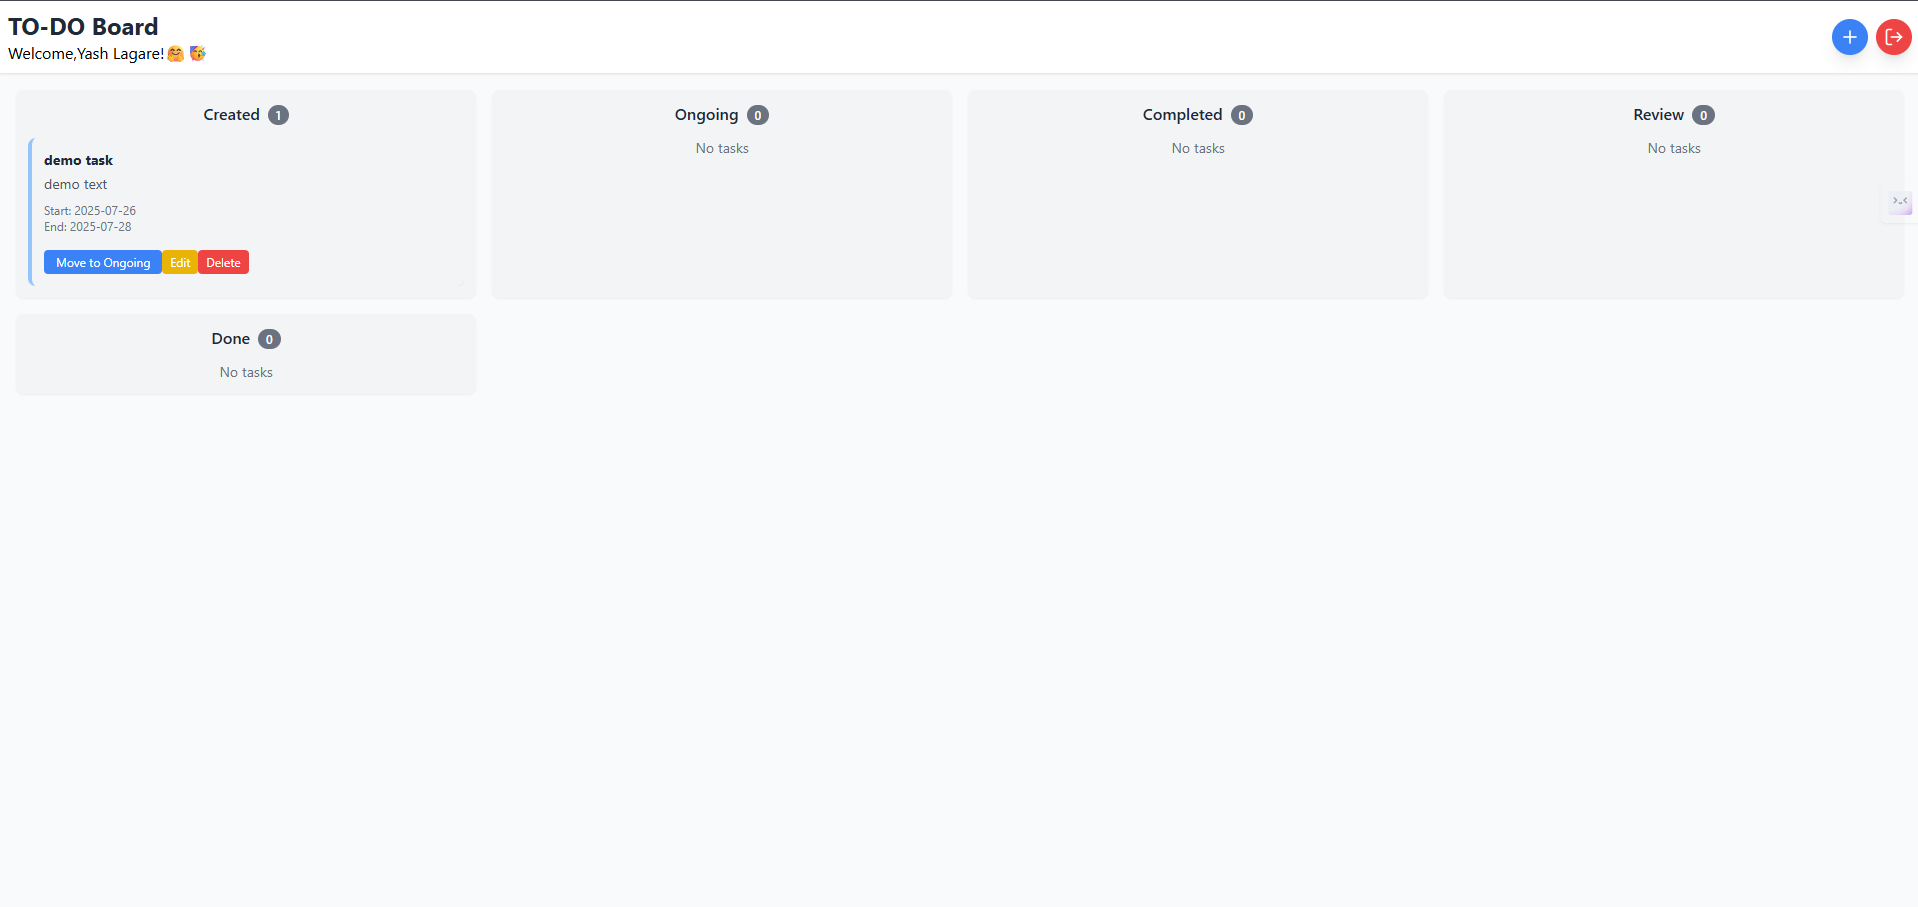 TO-DO Board
Welcome,Yash Lagare!🤗 🥳
Created 1
demo task
demo text
Start: 2025-07-26
End: 2025-07-28
Move to Ongoing Edit Delete
Ongoing 0
No tasks
Completed 0
No tasks
Review 0
No tasks
Done 0
No tasks